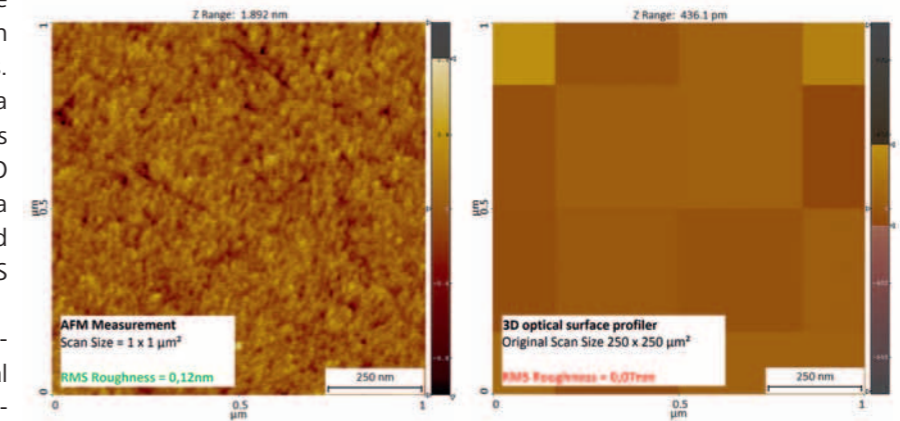 Z Range: 1.892 nm
1
0.5
µm
0
AFM Measurement
Scan Size = 1 x 1 µm²
RMS Roughness = 0,12nm
250 nm
0
0.5
1
µm
Z Range: 436.1 pm
1
0.5
µm
0
3D optical surface profiler
Original Scan Size 250 x 250 µm²
RMS Roughness = 0,07nm
250 nm
0
0.5
1
µm